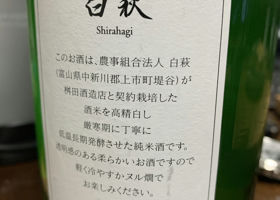 白萩
Shirahagi
このお酒は、農事組合法人 白萩
(富山県中新川郡上市町堤谷)が
桝田酒造店と契約栽培した
酒米を高精白し
厳寒期に丁寧に
低温長期発酵させた純米酒です。
透明感のある柔らかいお酒ですので
軽く冷やすかヌル燗で
お楽しみください。